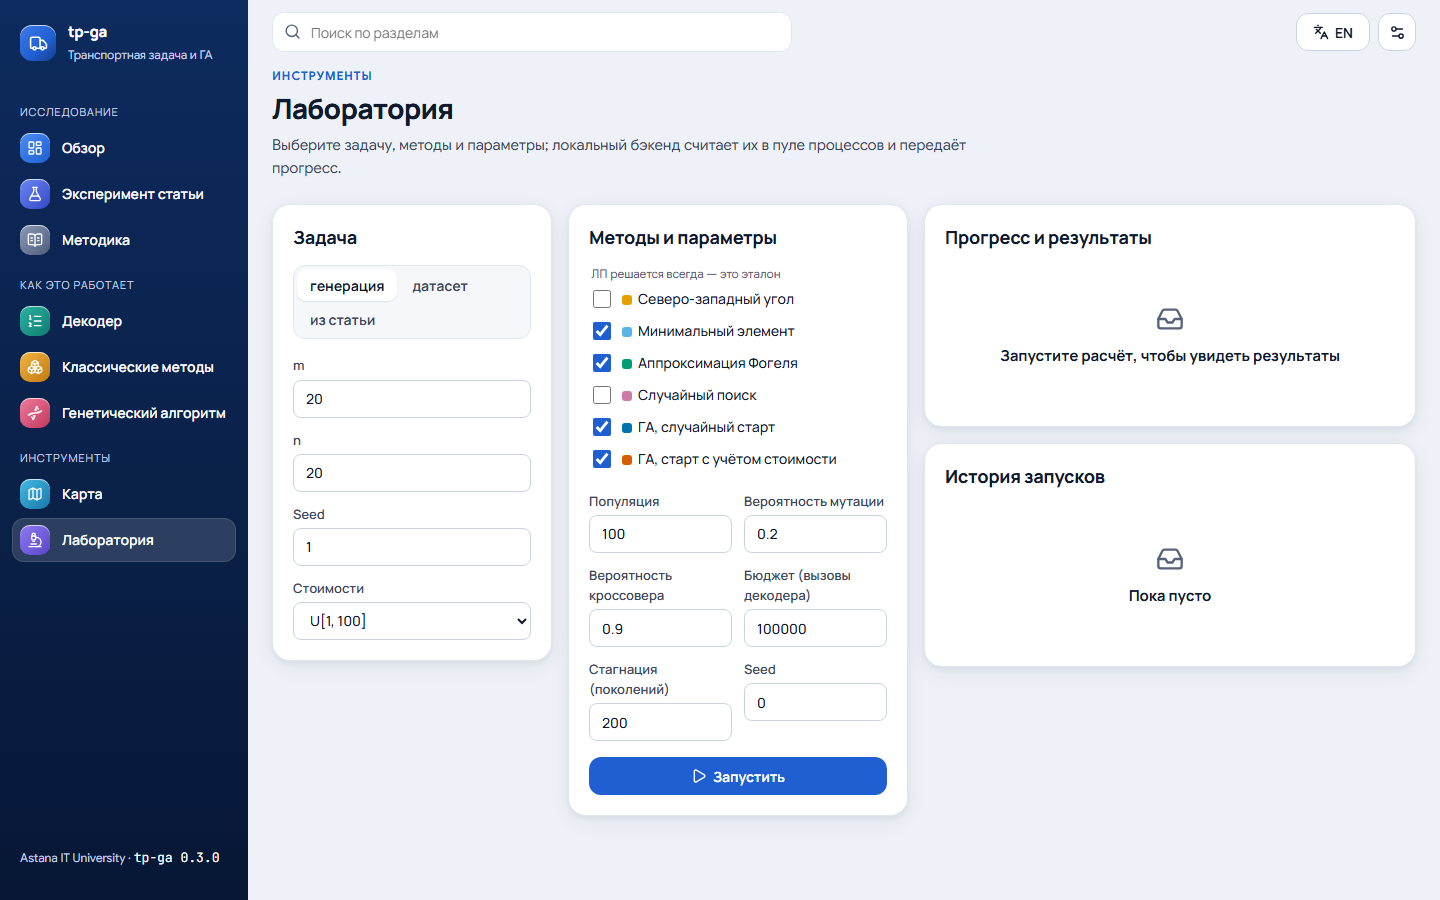 tp-ga
Транспортная задача и ГА
ИССЛЕДОВАНИЕ
Обзор
Эксперимент статьи
Методика
КАК ЭТО РАБОТАЕТ
Декодер
Классические методы
Генетический алгоритм
ИНСТРУМЕНТЫ
Карта
Лаборатория
Astana IT University · tp-ga 0.3.0
Поиск по разделам
EN
ИНСТРУМЕНТЫ
Лаборатория
Выберите задачу, методы и параметры; локальный бэкенд считает их в пуле процессов и передаёт
прогресс.
Задача
генерация
датасет
из статьи
m
20
n
20
Seed
1
Стоимости
U[1, 100]
Методы и параметры
ЛП решается всегда — это эталон
Северо-западный угол
Минимальный элемент
Аппроксимация Фогеля
Случайный поиск
ГА, случайный старт
ГА, старт с учётом стоимости
Популяция
100
Вероятность мутации
0.2
Вероятность
кроссовера
0.9
Бюджет (вызовы
декодера)
100000
Стагнация
(поколений)
200
Seed
0
Запустить
Прогресс и результаты
Запустите расчёт, чтобы увидеть результаты
История запусков
Пока пусто